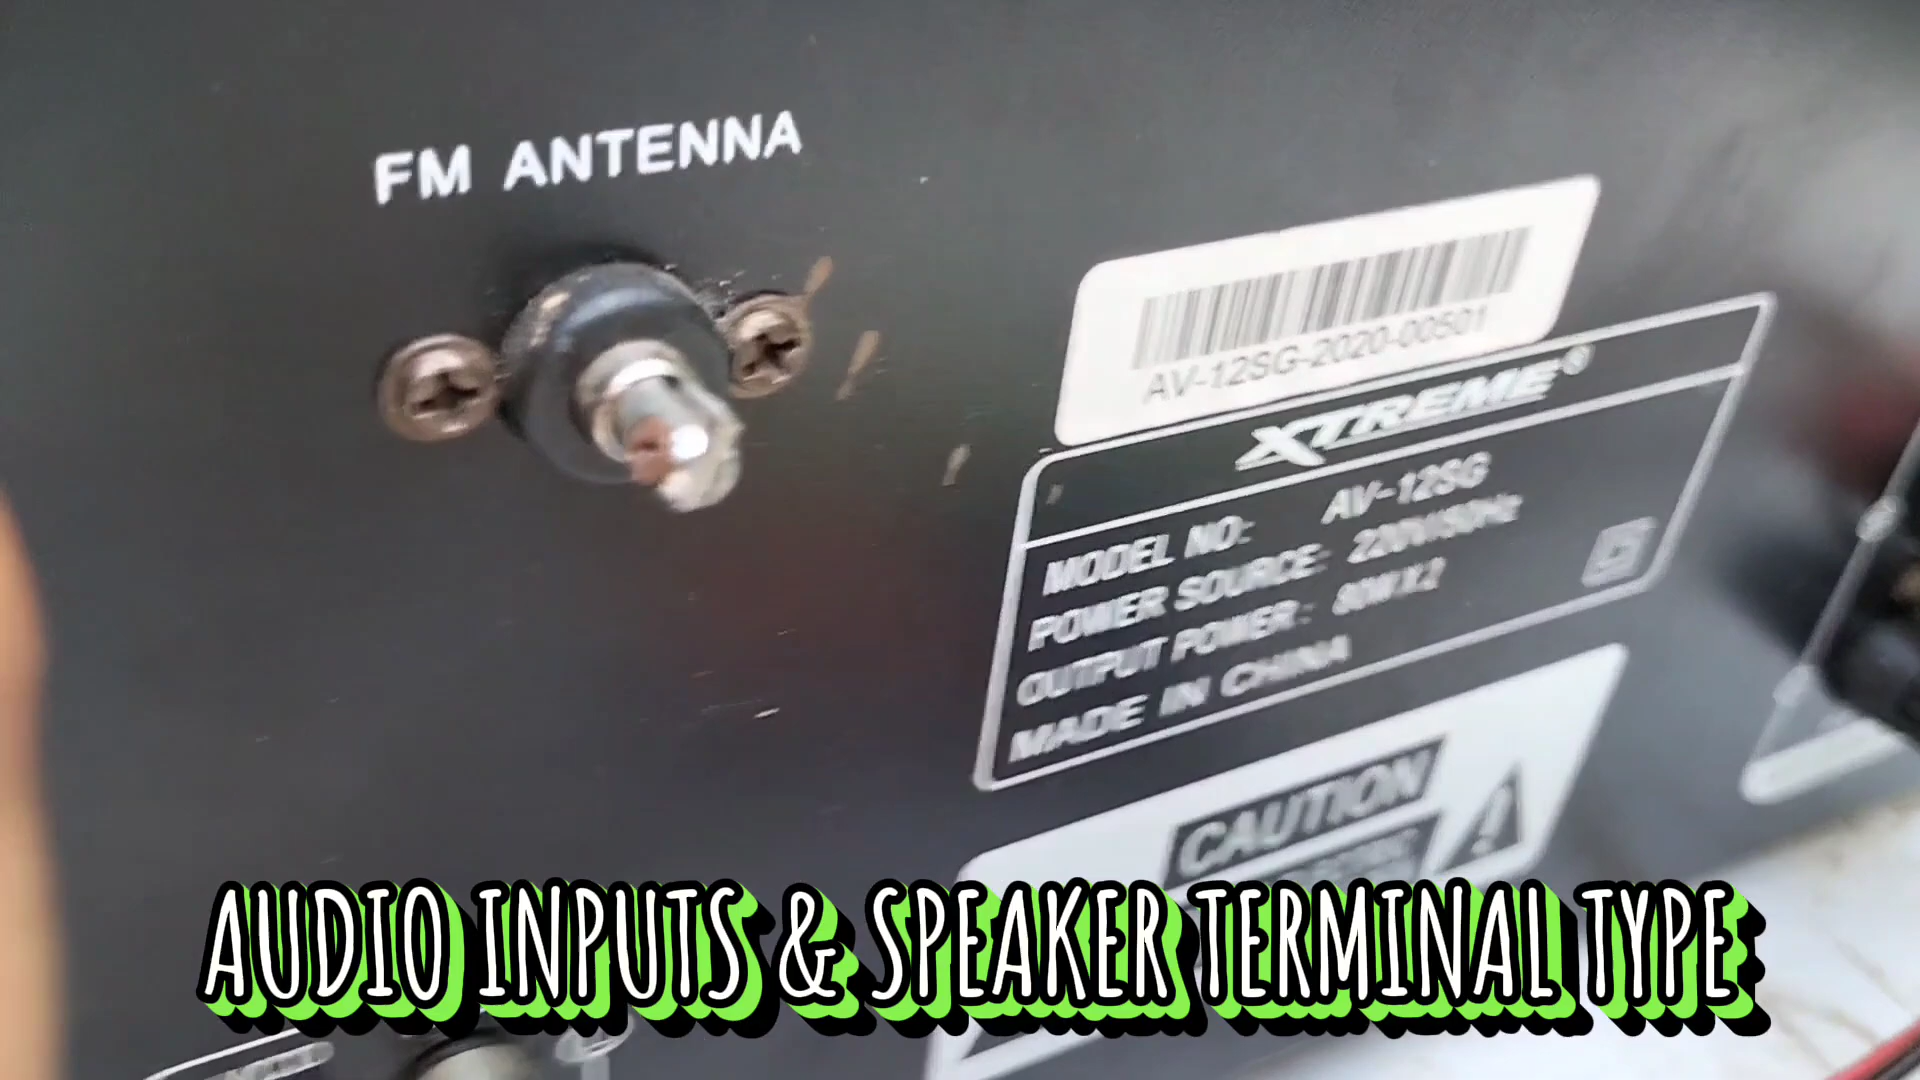 FM ANTENNA
AV-12SG-2020-00501
XTREME®
MODEL NO: AV-12SG
POWER SOURCE: 220V/60Hz
OUTPUT POWER: 80W X 2
MADE IN CHINA
CAUTION
AUDIO INPUTS & SPEAKER TERMINAL TYPE